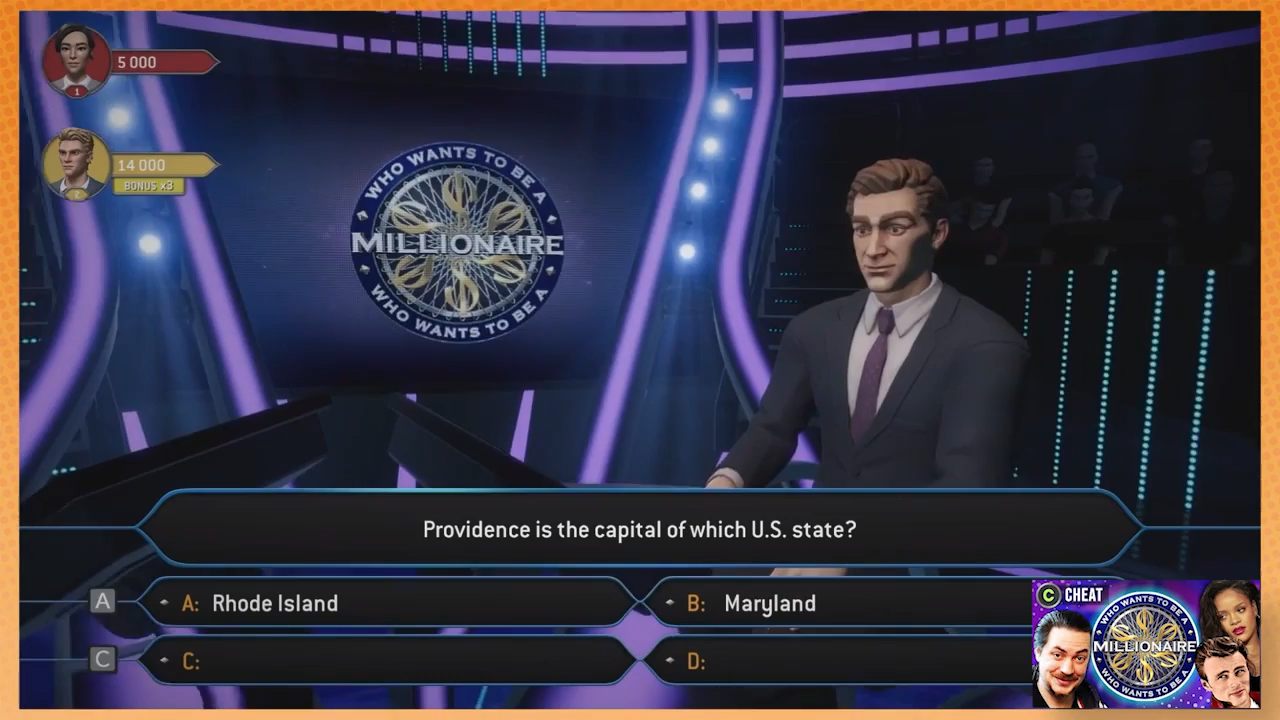 5 000
1
14 000
BONUS x3
WHO WANTS TO BE A
MILLIONAIRE
WHO WANTS TO BE A
Providence is the capital of which U.S. state?
A
A: Rhode Island
B: Maryland
C
C:
D:
C CHEAT
WHO WANTS TO BE A
MILLIONAIRE
WHO WANTS TO BE A